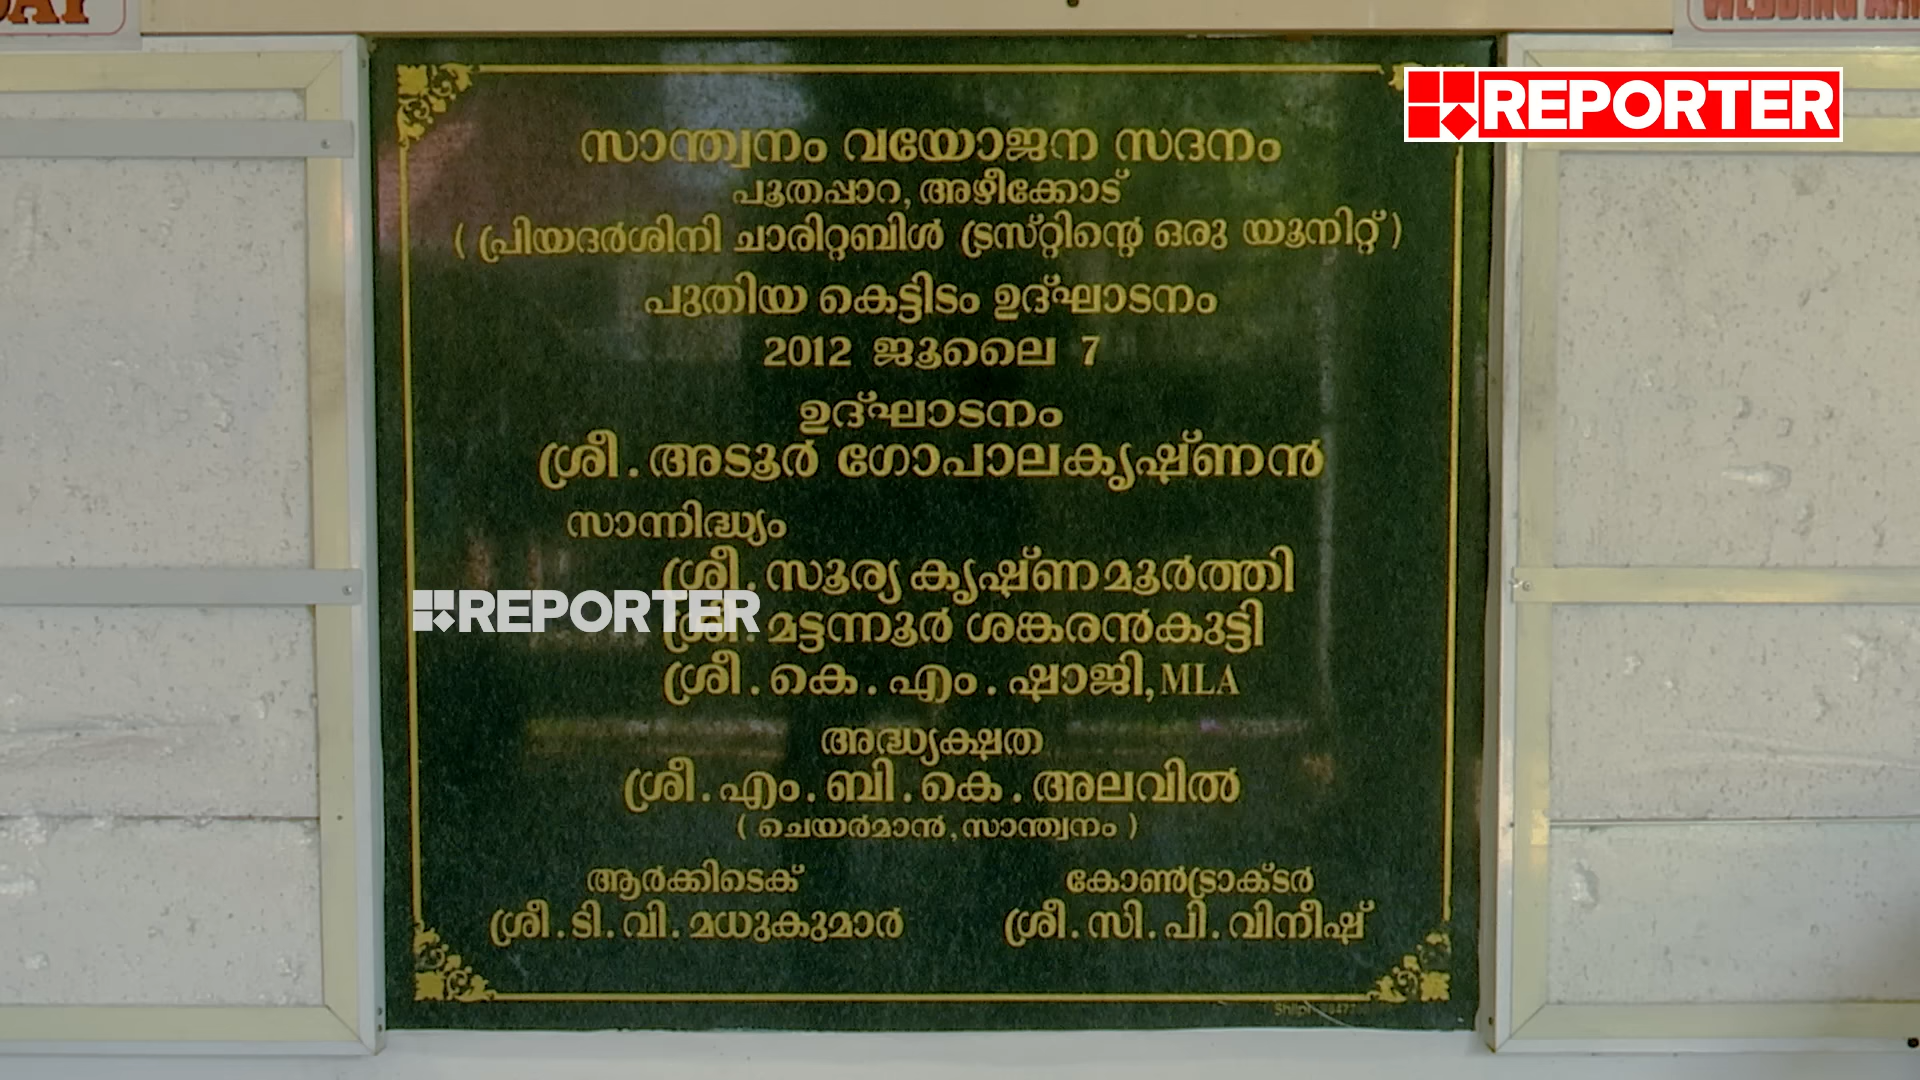 REPORTER
സാന്ത്വനം വയോജന സദനം
പൂതപ്പാറ, അഴീക്കോട്
( പ്രിയദർശിനി ചാരിറ്റബിൾ ട്രസ്റ്റിന്റെ ഒരു യൂനിറ്റ് )
പുതിയ കെട്ടിടം ഉദ്ഘാടനം
2012 ജൂലൈ 7
ഉദ്ഘാടനം
ശ്രീ. അടൂർ ഗോപാലകൃഷ്ണൻ
സാന്നിദ്ധ്യം
ശ്രീ. സൂര്യ കൃഷ്ണമൂർത്തി
REPORTER
ശ്രീ. മട്ടന്നൂർ ശങ്കരൻകുട്ടി
ശ്രീ. കെ. എം. ഷാജി, MLA
അദ്ധ്യക്ഷത
ശ്രീ. എം. ബി. കെ. അലവിൽ
( ചെയർമാൻ, സാന്ത്വനം )
ആർക്കിടെക് കോൺട്രാക്ടർ
ശ്രീ. ടി. വി. മധുകുമാർ ശ്രീ. സി. പി. വിനീഷ്
Shilpi